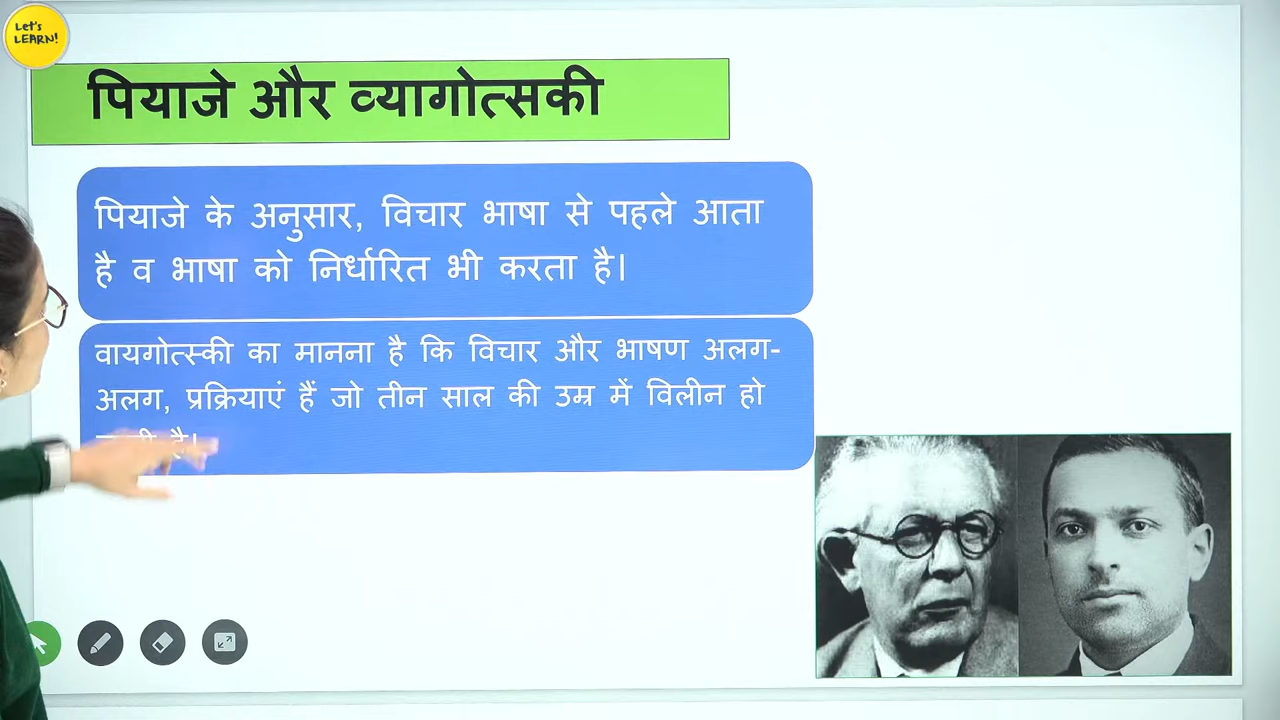 Let's
LEARN!
पियाजे और व्यागोत्सकी
पियाजे के अनुसार, विचार भाषा से पहले आता
है व भाषा को निर्धारित भी करता है।
वायगोत्स्की का मानना है कि विचार और भाषण अलग-
अलग, प्रक्रियाएं हैं जो तीन साल की उम्र में विलीन हो
है।